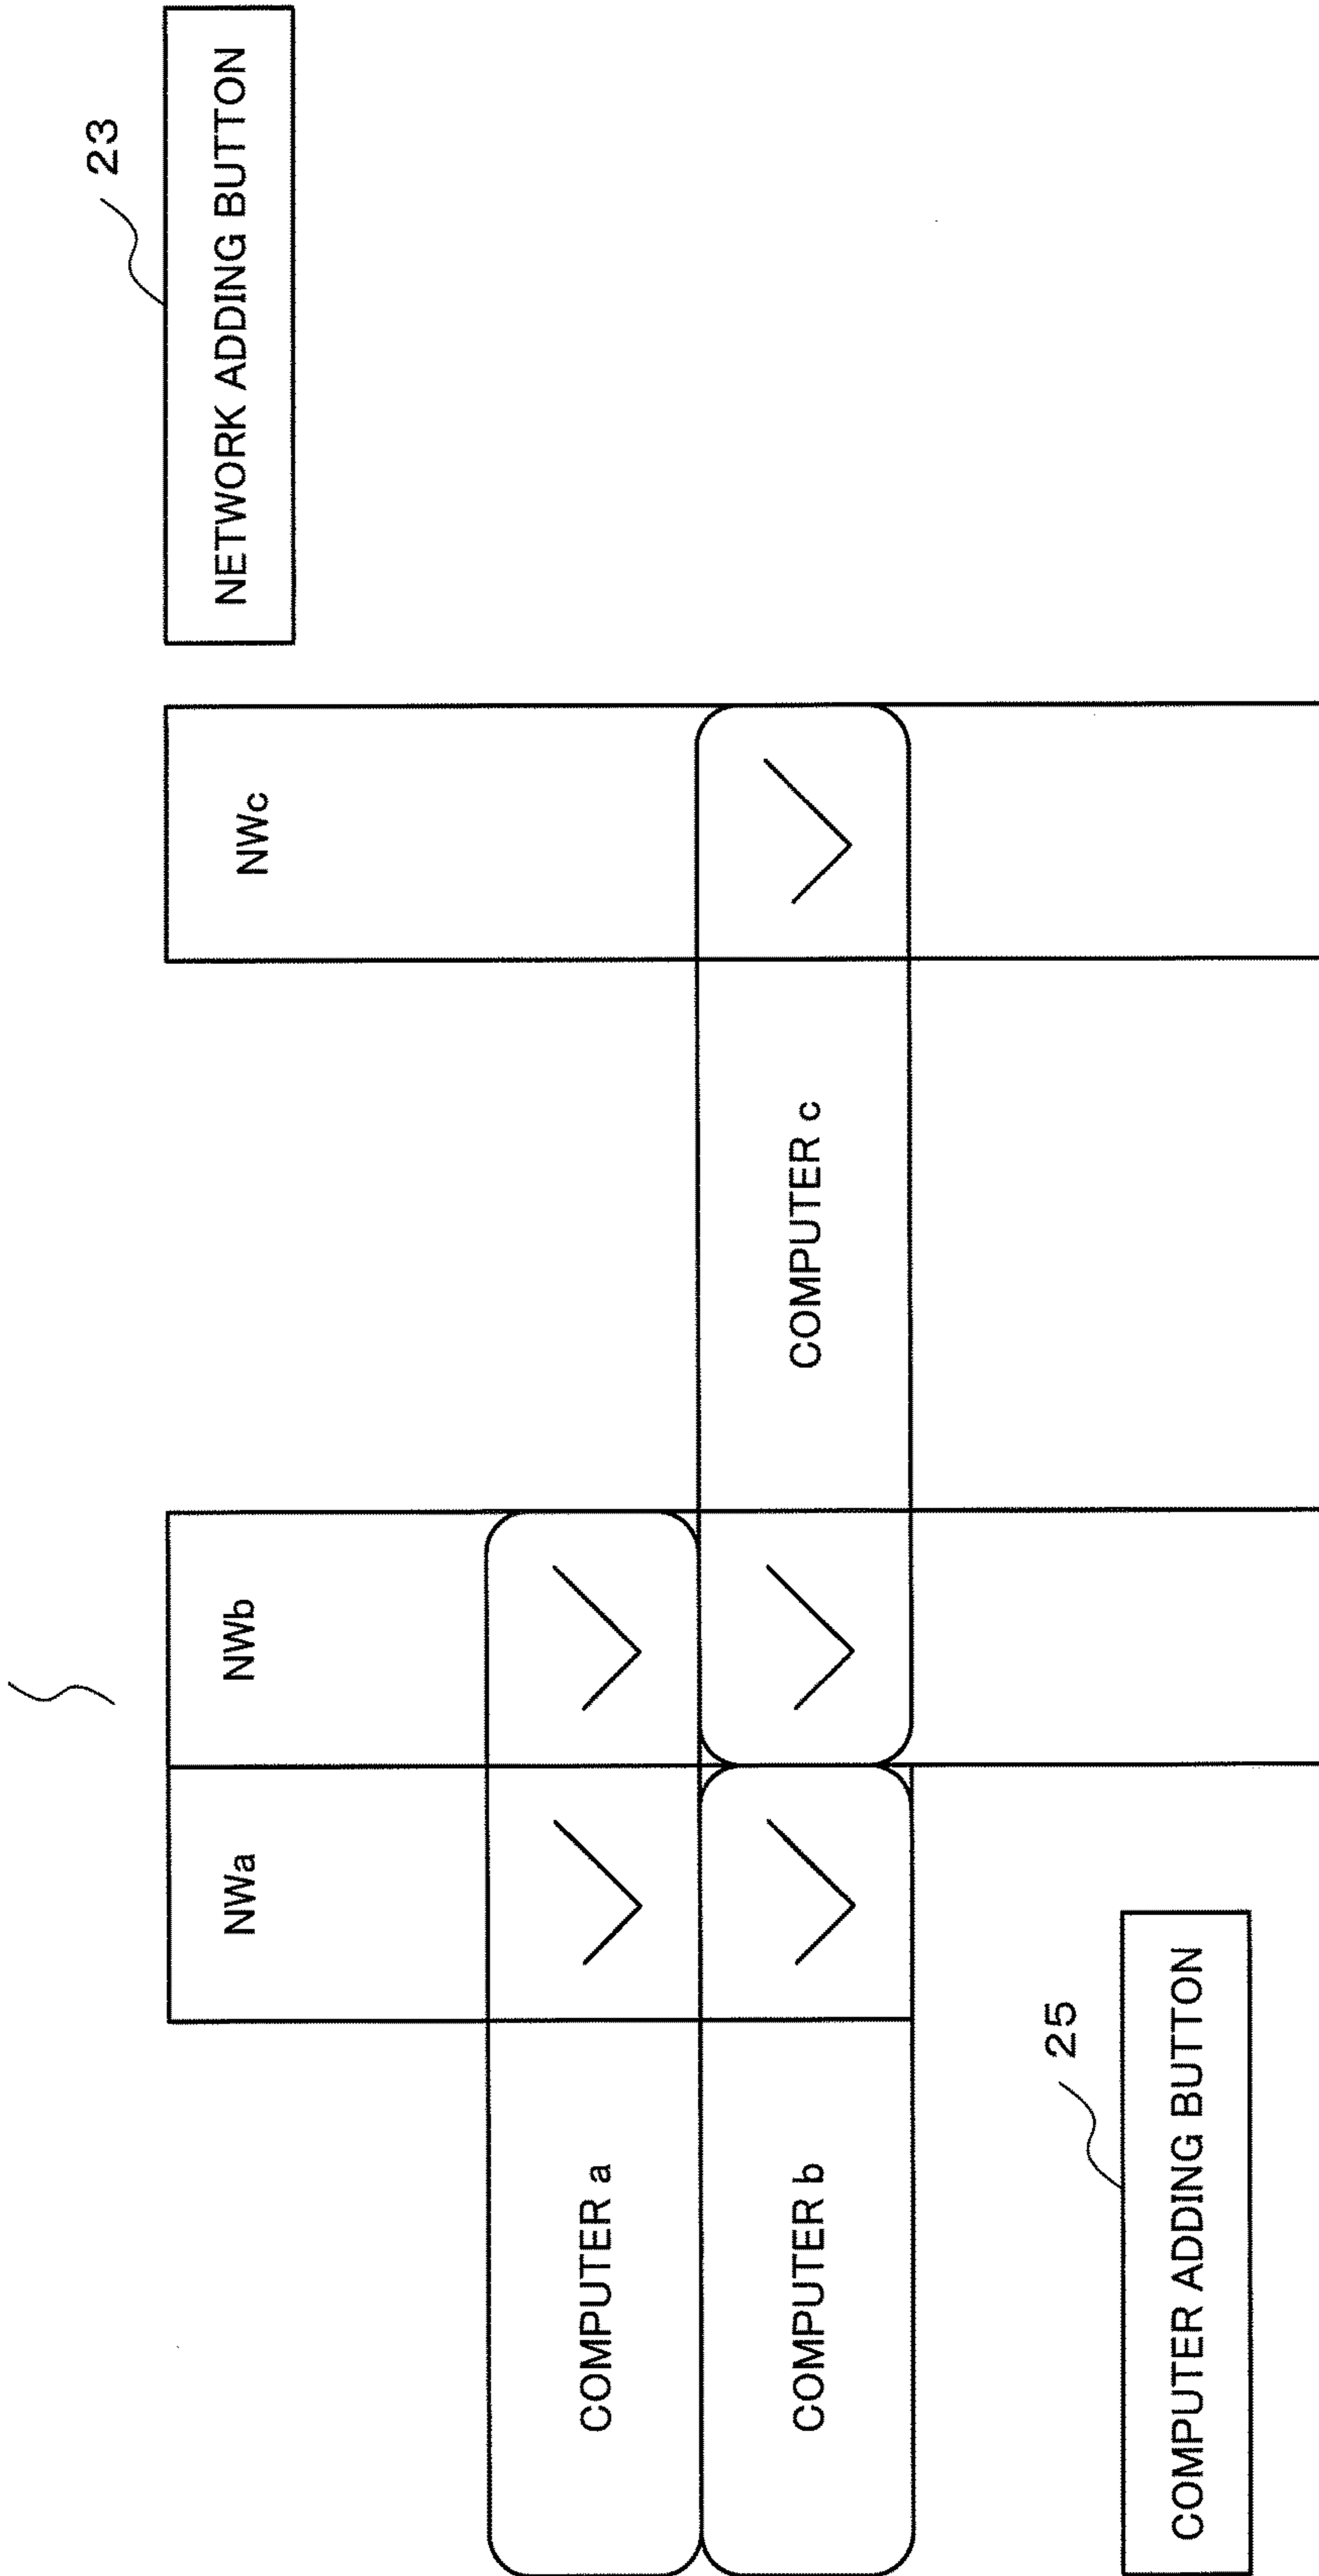 23
NETWORK ADDING BUTTON
NWa
NWb
NWc
COMPUTER a
COMPUTER b
COMPUTER c
25
COMPUTER ADDING BUTTON